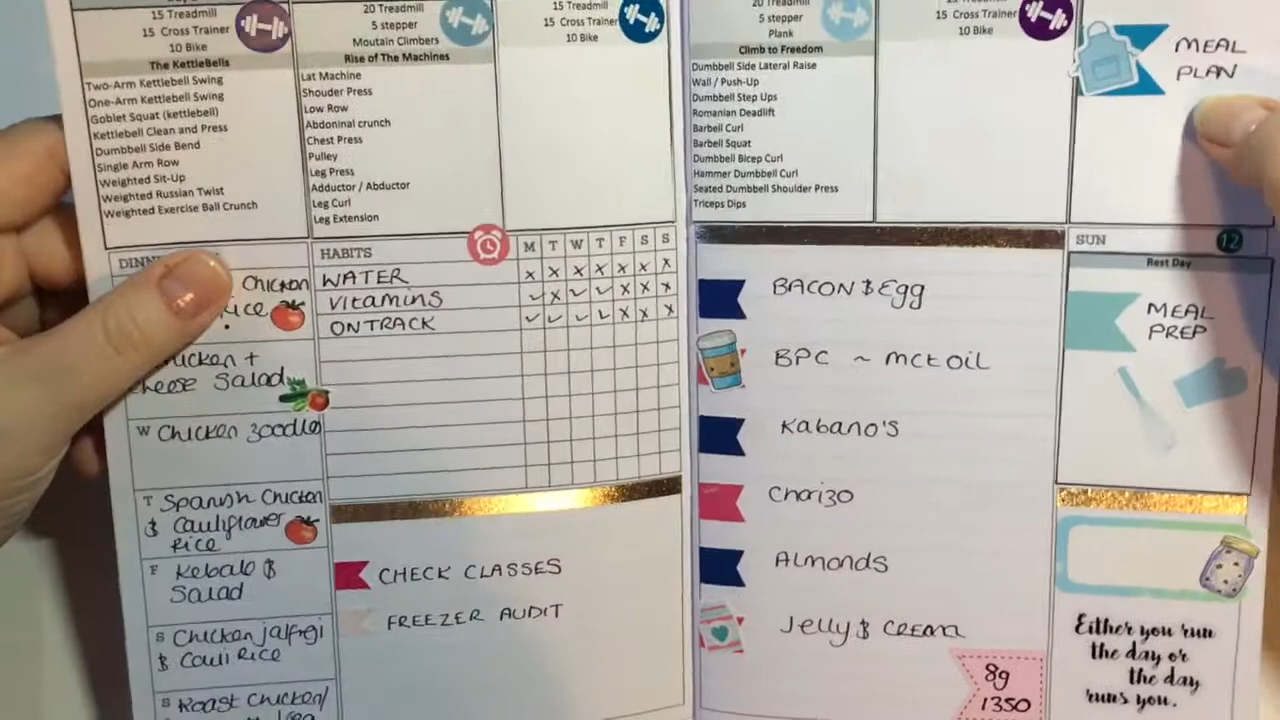 15 Treadmill
15 Cross Trainer
10 Bike
The KettleBells
Two-Arm Kettlebell Swing
One-Arm Kettlebell Swing
Goblet Squat (kettlebell)
Kettlebell Clean and Press
Dumbbell Side Bend
Single Arm Row
Weighted Sit-Up
Weighted Russian Twist
Weighted Exercise Ball Crunch
20 Treadmill
5 stepper
Moutain Climbers
Rise of The Machines
Lat Machine
Shouder Press
Low Row
Abdoninal crunch
Chest Press
Pulley
Leg Press
Adductor / Abductor
Leg Curl
Leg Extension
15 Treadmill
15 Cross Trainer
10 Bike
20 Treadmill
5 stepper
Plank
Climb to Freedom
Dumbbell Side Lateral Raise
Wall / Push-Up
Dumbbell Step Ups
Romanian Deadlift
Barbell Curl
Barbell Squat
Dumbbell Bicep Curl
Hammer Dumbbell Curl
Seated Dumbbell Shoulder Press
Triceps Dips
15 Cross Trainer
10 Bike
MEAL
PLAN
Chicken
Rice
Chicken +
Cheese Salad
W Chicken Zoodles
T Spanish Chicken
& Cauliflower
Rice
F Kebab &
Salad
S Chicken Jalfrezi
& Cauli Rice
S Roast Chicken/
HABITS M T W T F S S
WATER x x x x x x x
Vitamins ✓ x ✓ ✓ x x x
ON TRACK ✓ ✓ ✓ ✓ x x x
CHECK CLASSES
FREEZER AUDIT
BACON & Egg
BPC ~ MCT OIL
Kabano's
Chorizo
Almonds
Jelly & CREAM
8g
1350
SUN 12
Rest Day
MEAL
PREP
Either you run
the day or
the day
runs you.